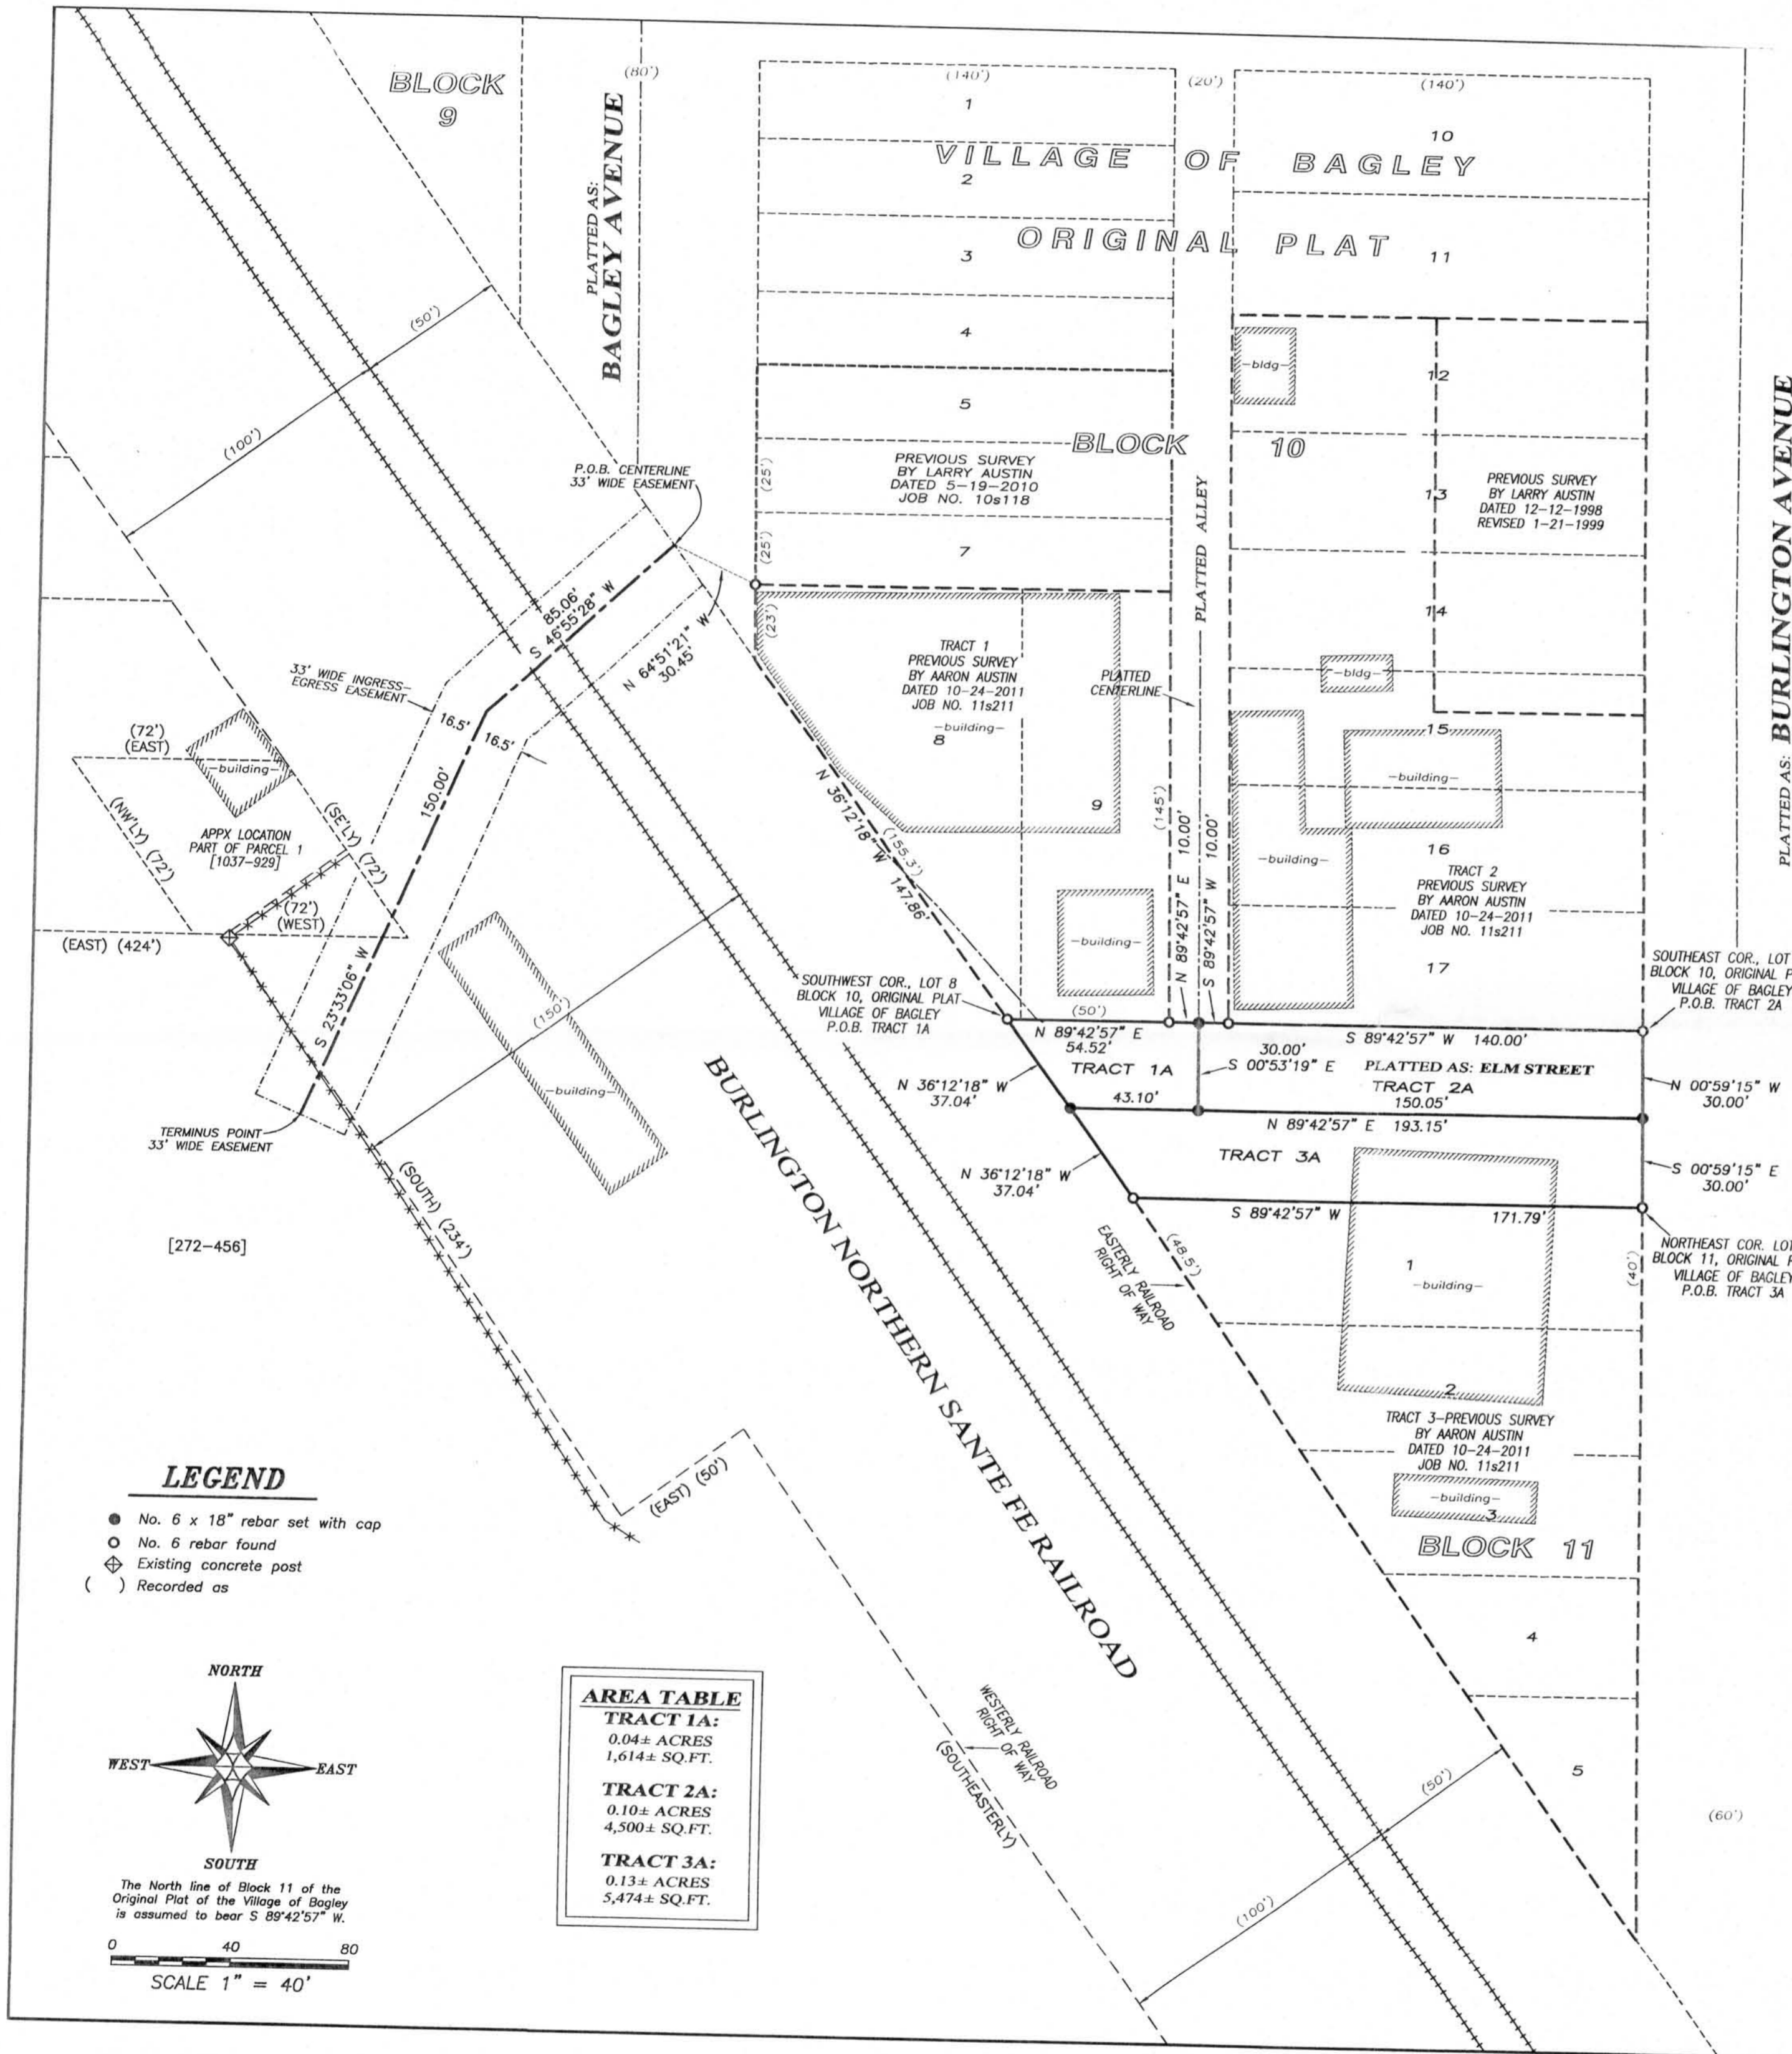 BLOCK
9
PLATTED AS:
BAGLEY AVENUE
(80')
(140')
(20')
(140')
1
10
VILLAGE OF BAGLEY
2
ORIGINAL PLAT
3
11
4
(50')
(100')
-bldg-
12
5
BLOCK 10
P.O.B. CENTERLINE
33' WIDE EASEMENT
(25')
PREVIOUS SURVEY
BY LARRY AUSTIN
DATED 5-19-2010
JOB NO. 10s118
PLATTED ALLEY
13
PREVIOUS SURVEY
BY LARRY AUSTIN
DATED 12-12-1998
REVISED 1-21-1999
PLATTED AS: BURLINGTON AVENUE
(25')
7
85.06'
S 46°55'28" W
N 64°51'21" W
30.45'
(23')
14
TRACT 1
PREVIOUS SURVEY
BY AARON AUSTIN
DATED 10-24-2011
JOB NO. 11s211
-building-
8
9
PLATTED
CENTERLINE
-bldg-
15
33' WIDE INGRESS-
EGRESS EASEMENT
16.5'
16.5'
(72')
(EAST)
-building-
(NW'LY) (72')
(SE'LY) (72')
APPX LOCATION
PART OF PARCEL 1
[1037-929]
150.00'
S 23°33'06" W
(72')
(WEST)
(EAST) (424')
N 36°12'18" W 147.86'
(155.3')
(145')
N 89°42'57" E 10.00'
S 89°42'57" W 10.00'
-building-
-building-
-building-
16
TRACT 2
PREVIOUS SURVEY
BY AARON AUSTIN
DATED 10-24-2011
JOB NO. 11s211
17
SOUTHEAST COR., LOT
BLOCK 10, ORIGINAL P
VILLAGE OF BAGLEY
P.O.B. TRACT 2A
SOUTHWEST COR., LOT 8
BLOCK 10, ORIGINAL PLAT
VILLAGE OF BAGLEY
P.O.B. TRACT 1A
(50')
N 89°42'57" E
54.52'
TRACT 1A
30.00'
S 00°53'19" E
S 89°42'57" W 140.00'
PLATTED AS: ELM STREET
TRACT 2A
150.05'
N 00°59'15" W
30.00'
N 36°12'18" W
37.04'
43.10'
N 89°42'57" E 193.15'
TRACT 3A
S 00°59'15" E
30.00'
N 36°12'18" W
37.04'
S 89°42'57" W
171.79'
NORTHEAST COR. LOT
BLOCK 11, ORIGINAL P
VILLAGE OF BAGLEY
P.O.B. TRACT 3A
(150')
-building-
TERMINUS POINT
33' WIDE EASEMENT
(SOUTH) (234')
[272-456]
BURLINGTON NORTHERN SANTE FE RAILROAD
EASTERLY RAILROAD
RIGHT OF WAY
(48.5')
(40')
1
-building-
2
TRACT 3-PREVIOUS SURVEY
BY AARON AUSTIN
DATED 10-24-2011
JOB NO. 11s211
-building-
3
BLOCK 11
4
5
(EAST) (50')
WESTERLY RAILROAD
RIGHT OF WAY
(SOUTHEASTERLY)
(50')
(100')
(60')
LEGEND
No. 6 x 18" rebar set with cap
No. 6 rebar found
Existing concrete post
( ) Recorded as
NORTH
WEST
EAST
SOUTH
The North line of Block 11 of the
Original Plat of the Village of Bagley
is assumed to bear S 89°42'57" W.
0 40 80
SCALE 1" = 40'
AREA TABLE
TRACT 1A:
0.04± ACRES
1,614± SQ.FT.
TRACT 2A:
0.10± ACRES
4,500± SQ.FT.
TRACT 3A:
0.13± ACRES
5,474± SQ.FT.